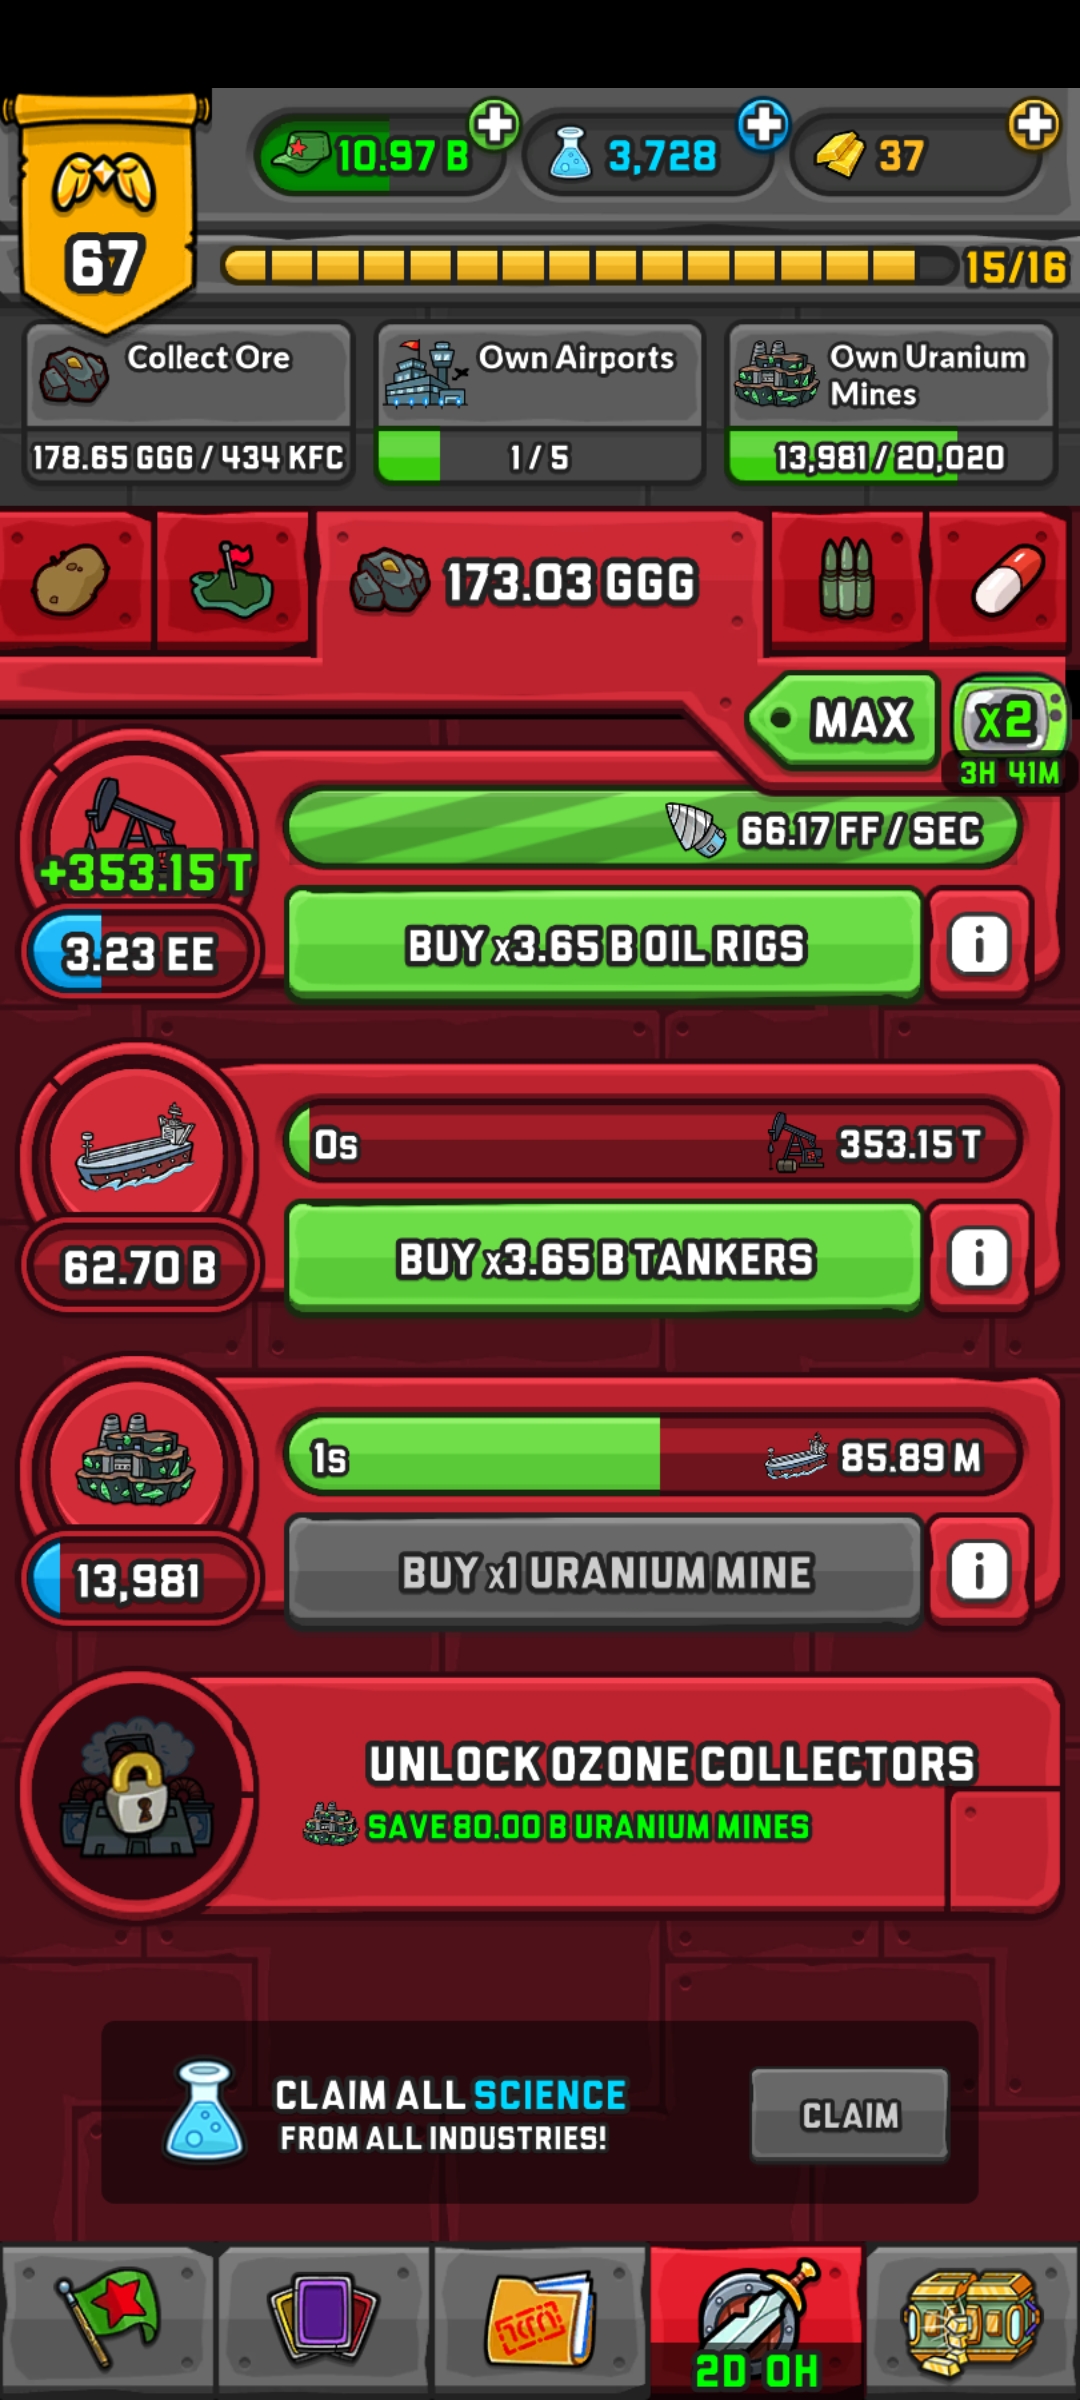 10.97 B
3,728
37
67
15/16
Collect Ore
178.65 GGG / 434 KFC
Own Airports
1 / 5
Own Uranium
Mines
13,981 / 20,020
173.03 GGG
MAX
x2
3H 41M
+353.15 T
66.17 FF / SEC
3.23 EE
BUY x3.65 B OIL RIGS
i
0s
353.15 T
62.70 B
BUY x3.65 B TANKERS
i
1s
85.89 M
13,981
BUY x1 URANIUM MINE
i
UNLOCK OZONE COLLECTORS
SAVE 80.00 B URANIUM MINES
CLAIM ALL SCIENCE
FROM ALL INDUSTRIES!
CLAIM
2D 0H